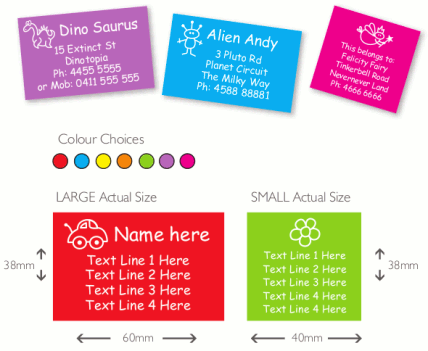 Dino Saurus
15 Extinct St
Dinotopia
Ph: 4455 5555
or Mob: 0411 555 555
Alien Andy
3 Pluto Rd
Planet Circuit
The Milky Way
Ph: 4588 88881
This belongs to:
Felicity Fairy
Tinkerbell Road
Nevernever Land
Ph: 4666 6666
Colour Choices
LARGE Actual Size
Name here
Text Line 1 Here
Text Line 2 Here
Text Line 3 Here
Text Line 4 Here
38mm
60mm
SMALL Actual Size
Text Line 1 Here
Text Line 2 Here
Text Line 3 Here
Text Line 4 Here
Text Line 4 Here
38mm
40mm